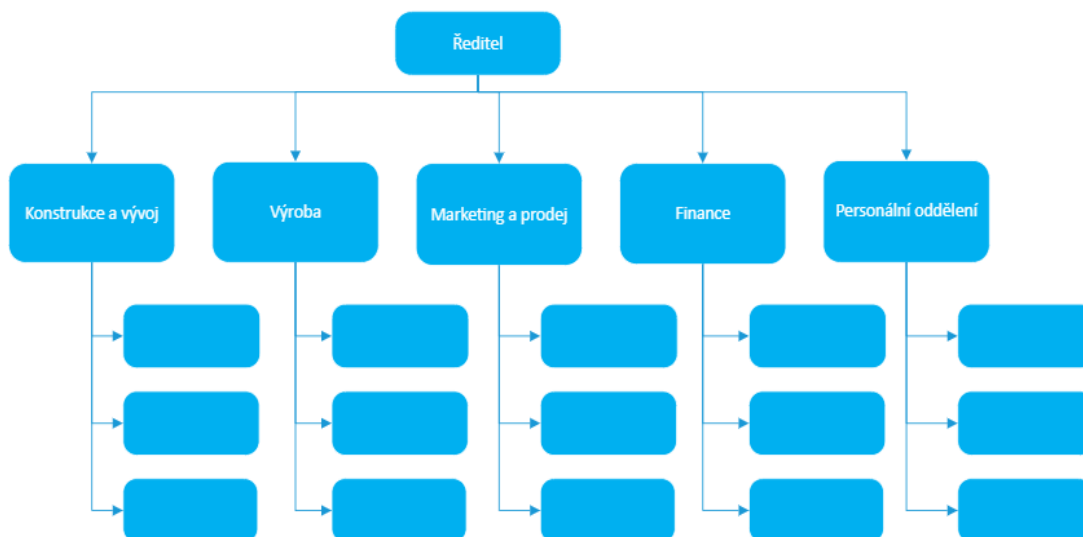 Ředitel
Konstrukce a vývoj
Výroba
Marketing a prodej
Finance
Personální oddělení